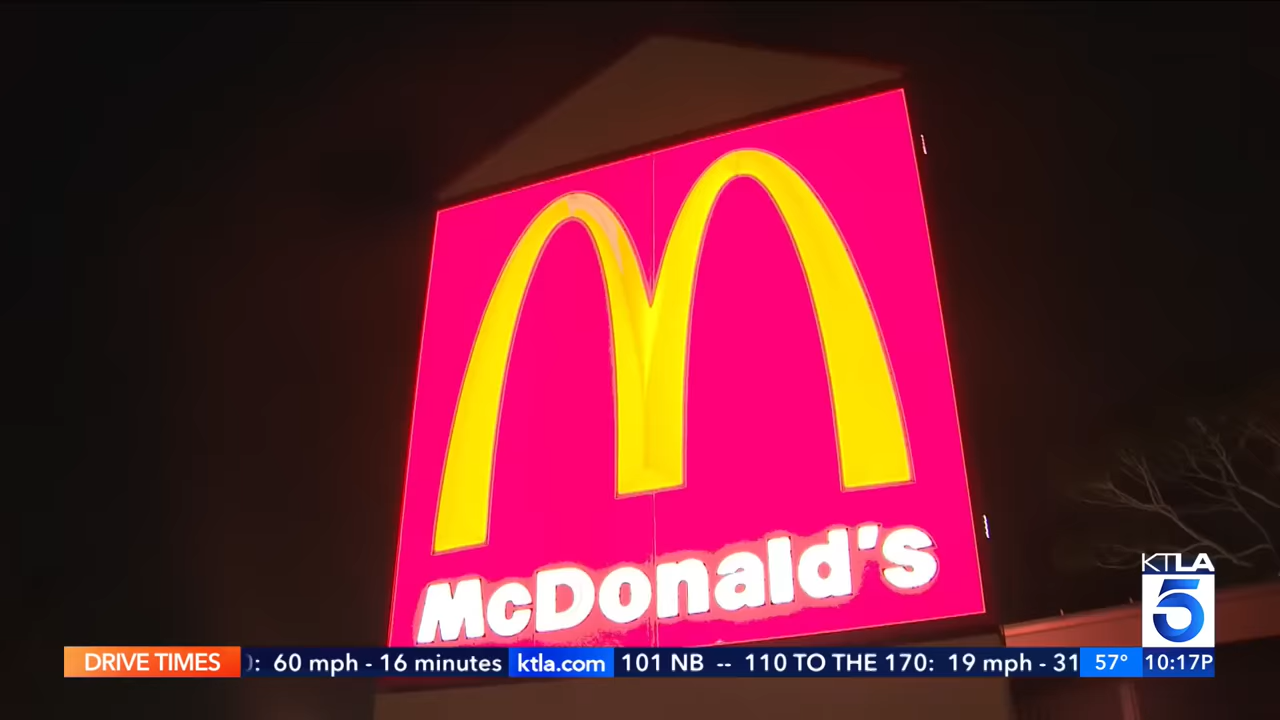 McDonald's
KTLA
5
DRIVE TIMES
: 60 mph - 16 minutes
ktla.com
101 NB -- 110 TO THE 170: 19 mph - 31
57°
10:17P